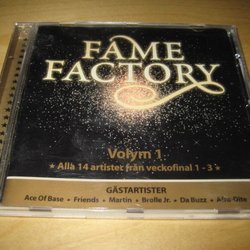 FAME
FACTORY
Volym 1
★ Alla 14 artister från veckofinal 1 - 3 ★
GÄSTARTISTER
Ace Of Base • Friends • Martin • Brolle Jr. • Da Buzz • Afro-Dite